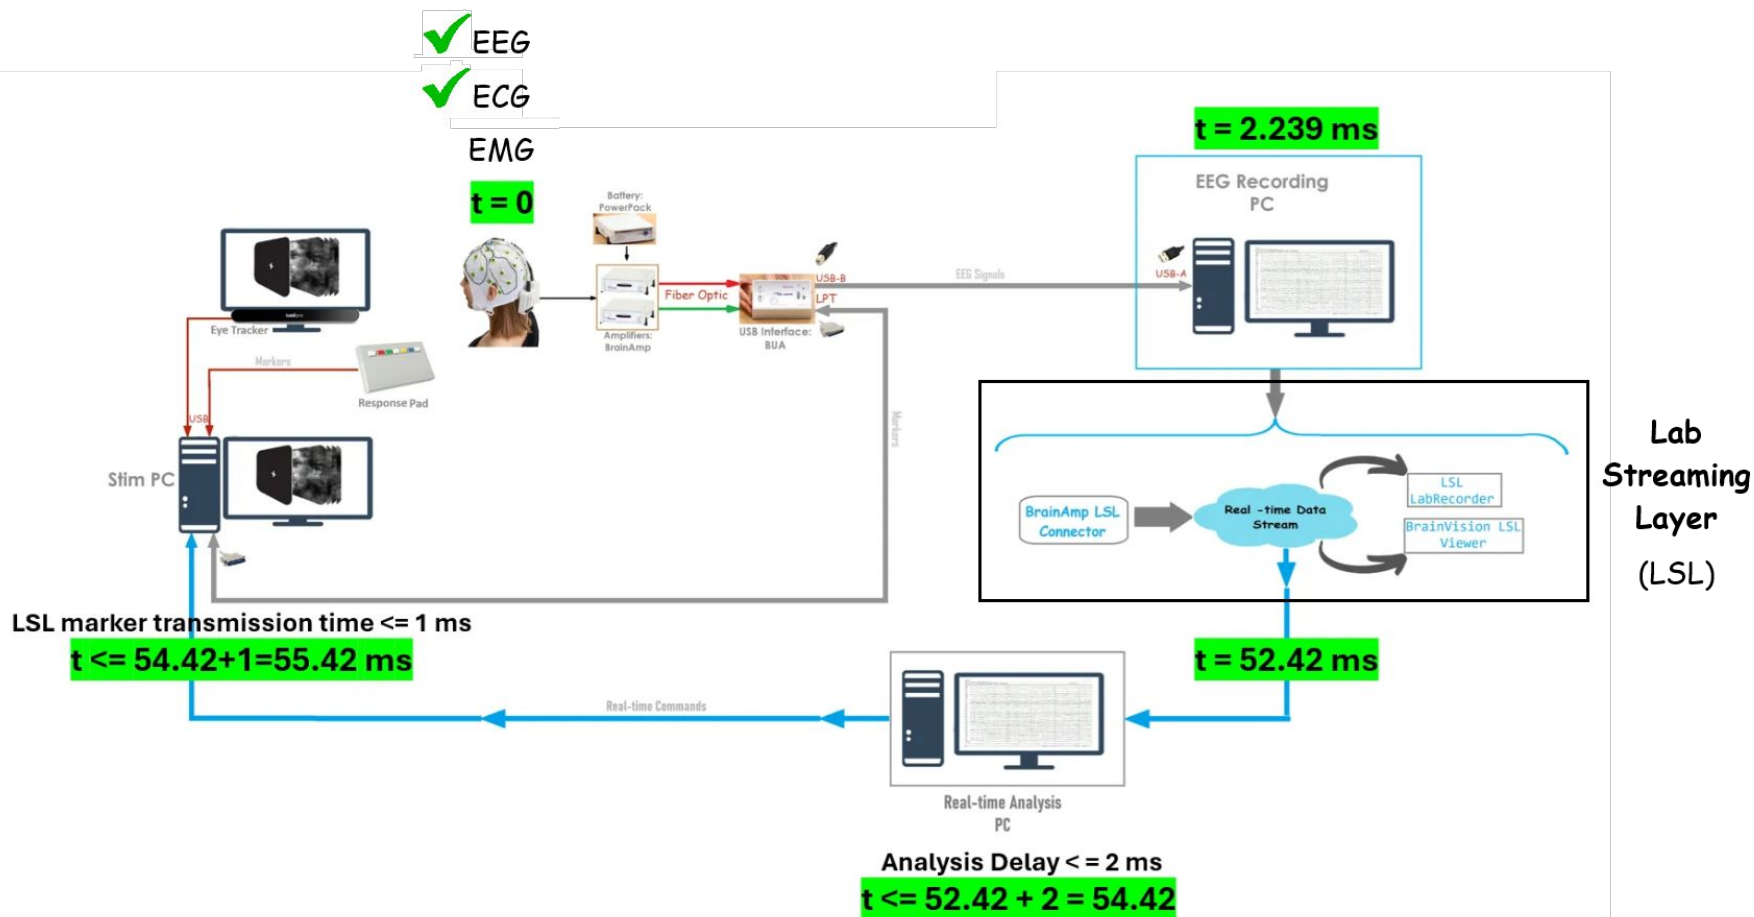 EEG
ECG
EMG
t = 0
t = 2.239 ms
EEG Recording
PC
Battery:
PowerPack
USB-B
LPT
EEG Signals
USB-A
Fiber Optic
Amplifiers:
BrainAmp
USB Interface:
BUA
Eye Tracker
Markers
Response Pad
USB
Markers
Stim PC
Lab
Streaming
Layer
(LSL)
BrainAmp LSL
Connector
Real -time Data
Stream
LSL
LabRecorder
BrainVision LSL
Viewer
LSL marker transmission time <= 1 ms
t <= 54.42+1=55.42 ms
t = 52.42 ms
Real-time Commands
Real-time Analysis
PC
Analysis Delay < = 2 ms
t <= 52.42 + 2 = 54.42